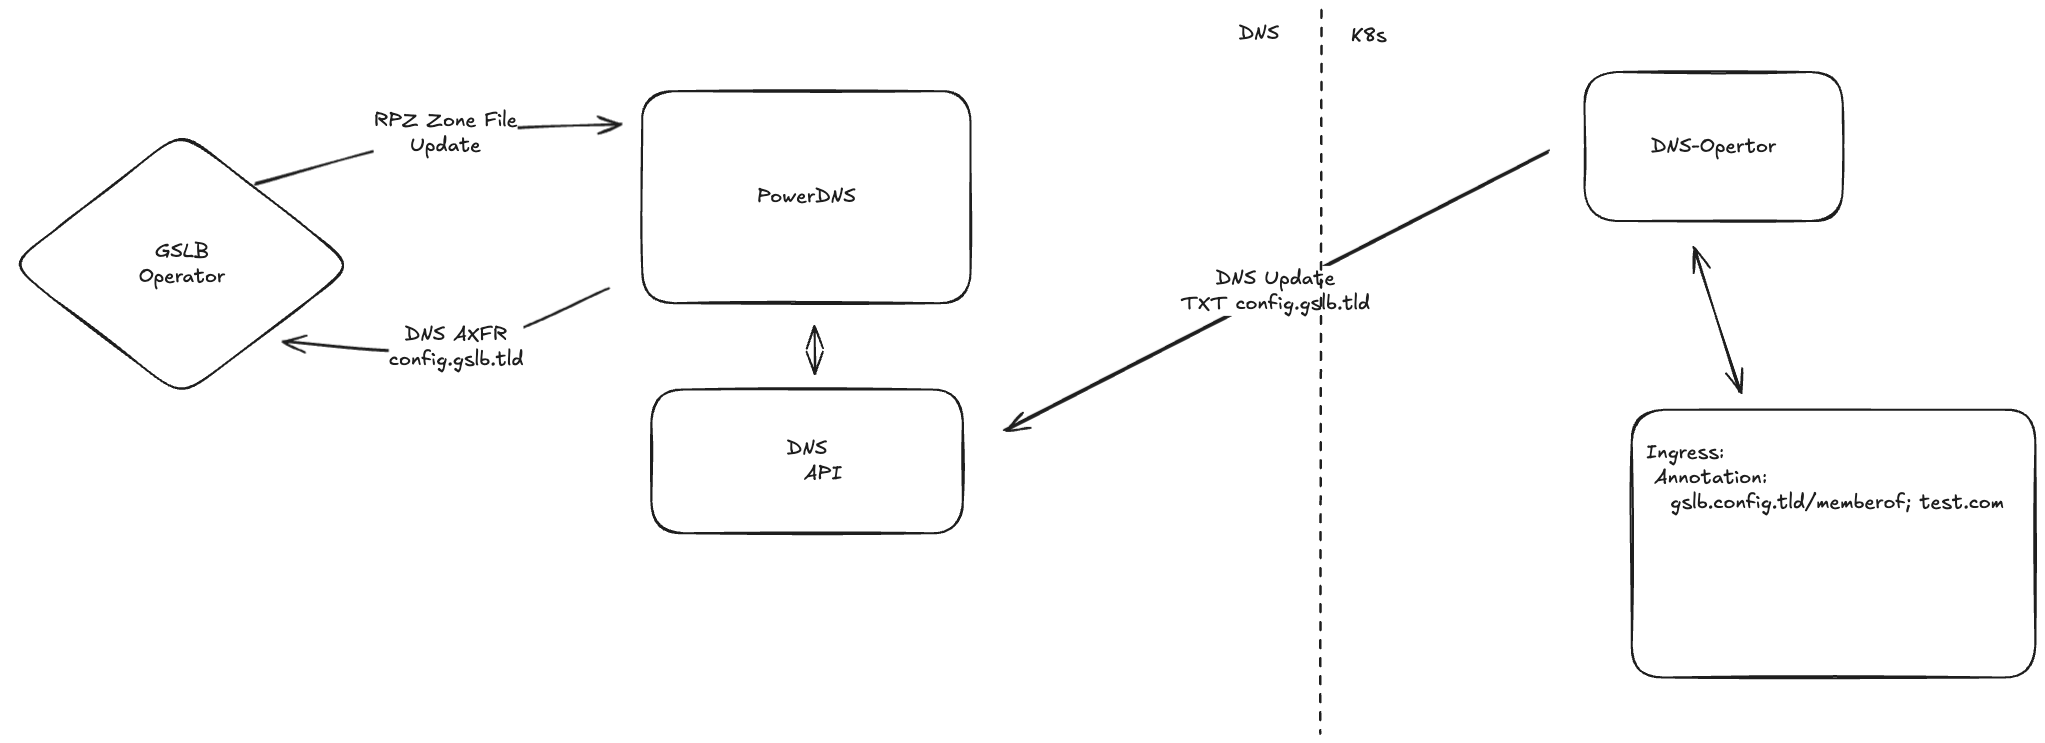 DNS
K8s
RPZ Zone File
Update
GSLB
Operator
PowerDNS
DNS AXFR
config.gslb.tld
DNS
API
DNS Update
TXT config.gslb.tld
DNS-Opertor
Ingress:
Annotation:
gslb.config.tld/memberof; test.com